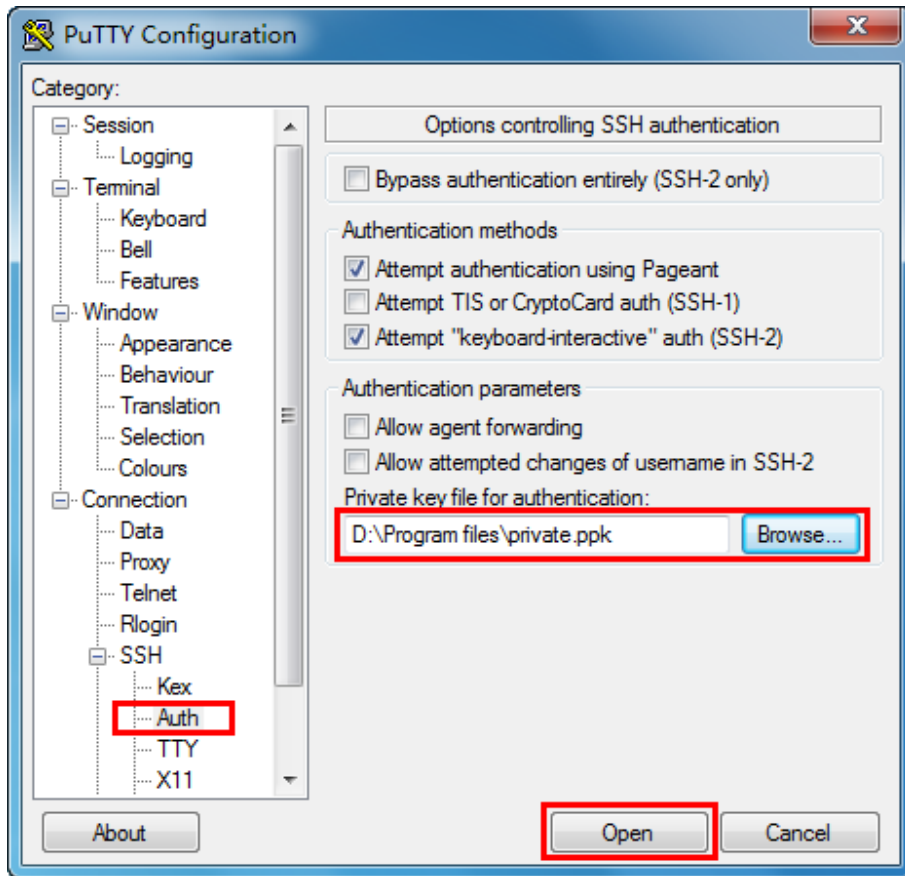 PuTTY Configuration
Category:
Session
Logging
Terminal
Keyboard
Bell
Features
Window
Appearance
Behaviour
Translation
Selection
Colours
Connection
Data
Proxy
Telnet
Rlogin
SSH
Kex
Auth
TTY
X11
Options controlling SSH authentication
Bypass authentication entirely (SSH-2 only)
Authentication methods
Attempt authentication using Pageant
Attempt TIS or CryptoCard auth (SSH-1)
Attempt "keyboard-interactive" auth (SSH-2)
Authentication parameters
Allow agent forwarding
Allow attempted changes of username in SSH-2
Private key file for authentication:
D:\Program files\private.ppk Browse...
About Open Cancel